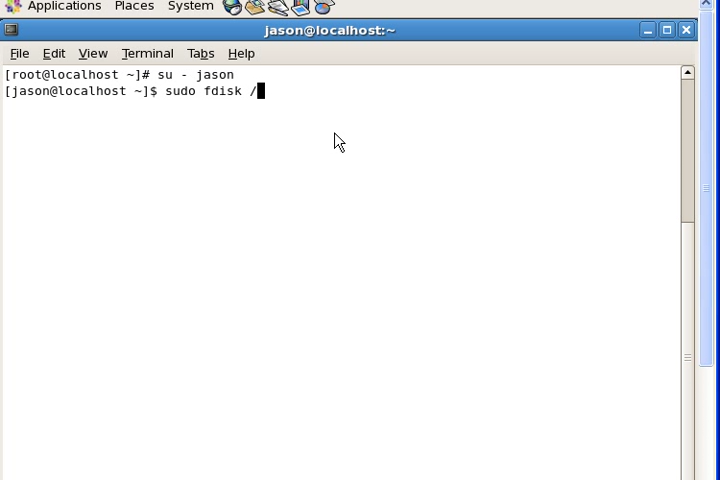 Applications Places System
jason@localhost:~
File Edit View Terminal Tabs Help
[root@localhost ~]# su - jason
[jason@localhost ~]$ sudo fdisk /